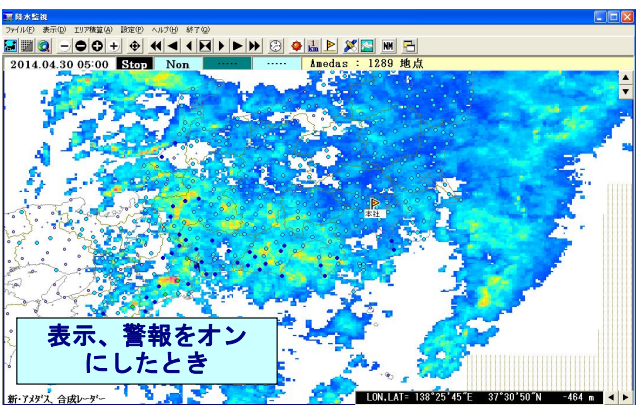 降水監視
ファイル(F) 表示(D) エリア積算(A) 設定(P) ヘルプ(H) 終了(Q)
1 km NM
2014.04.30 05:00 Stop Non ----- ----- Amedas : 1289 地点
本社
表示、警報をオン
にしたとき
新・アメダス、合成レーダー
LON,LAT= 138°25'45"E 37°30'50"N -464 m